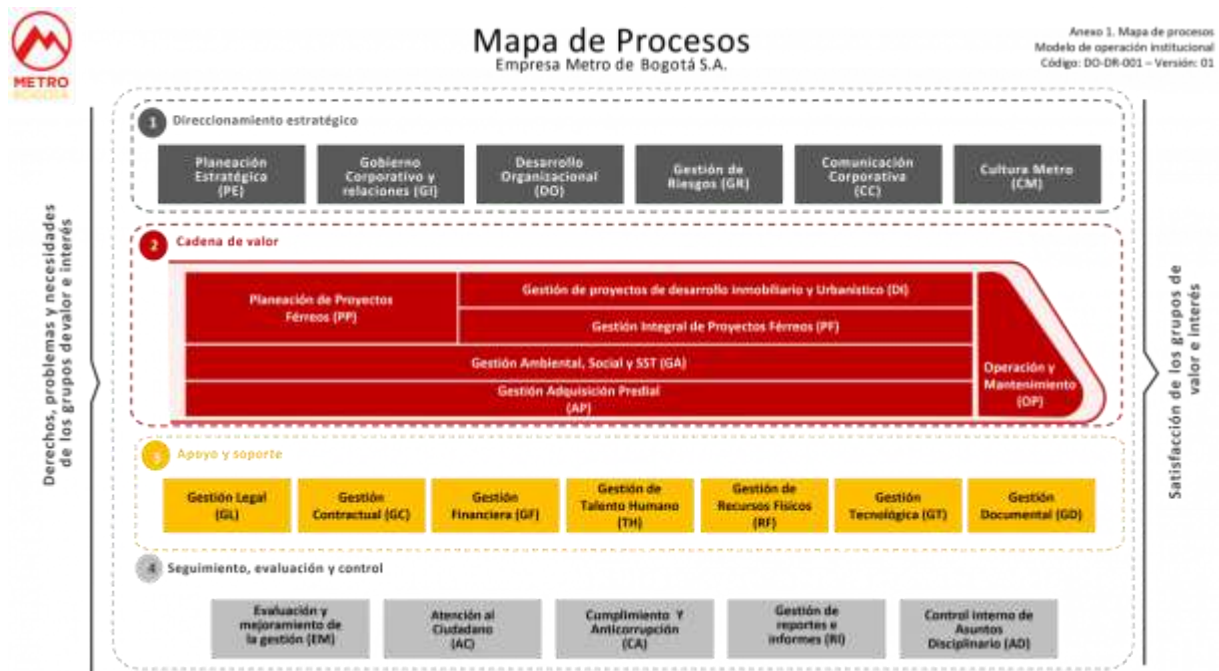 METRO
BOGOTÁ
Mapa de Procesos
Empresa Metro de Bogotá S.A.
Anexo 1. Mapa de procesos
Modelo de operación institucional
Código: DO-DR-001 – Versión: 01
Derechos, problemas y necesidades
de los grupos devalor e interés
1 Direccionamiento estratégico
Planeación
Estratégica
(PE)
Gobierno
Corporativo y
relaciones (GI)
Desarrollo
Organizacional
(DO)
Gestión de
Riesgos (GR)
Comunicación
Corporativa
(CC)
Cultura Metro
(CM)
2 Cadena de valor
Planeación de Proyectos
Férreos (PP)
Gestión de proyectos de desarrollo inmobiliario y Urbanístico (DI)
Gestión Integral de Proyectos Férreos (PF)
Gestión Ambiental, Social y SST (GA)
Gestión Adquisición Predial
(AP)
Operación y
Mantenimiento
(OP)
3 Apoyo y soporte
Gestión Legal
(GL)
Gestión
Contractual (GC)
Gestión
Financiera (GF)
Gestión de
Talento Humano
(TH)
Gestión de
Recursos Físicos
(RF)
Gestión
Tecnológica (GT)
Gestión
Documental (GD)
4 Seguimiento, evaluación y control
Evaluación y
mejoramiento de
la gestión (EM)
Atención al
Ciudadano
(AC)
Cumplimiento Y
Anticorrupción
(CA)
Gestión de
reportes e
informes (RI)
Control interno de
Asuntos
Disciplinario (AD)
Satisfacción de los grupos de
valor e interés